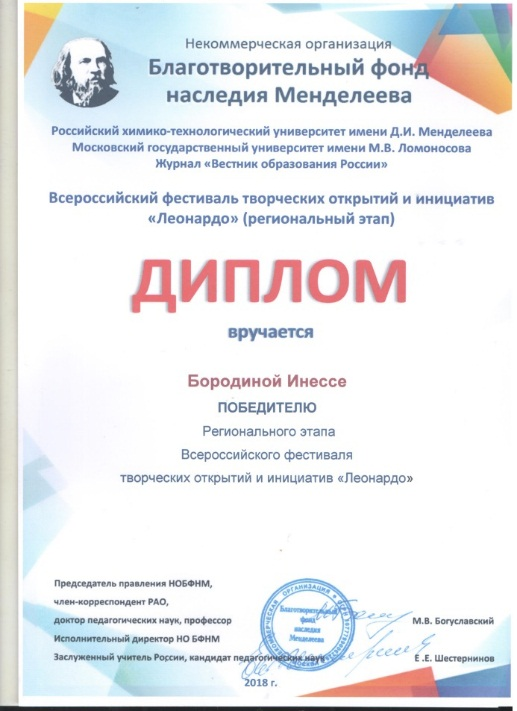 Некоммерческая организация
Благотворительный фонд
наследия Менделеева
Российский химико-технологический университет имени Д.И. Менделеева
Московский государственный университет имени М.В. Ломоносова
Журнал «Вестник образования России»
Всероссийский фестиваль творческих открытий и инициатив
«Леонардо» (региональный этап)
ДИПЛОМ
вручается
Бородиной Инессе
ПОБЕДИТЕЛЮ
Регионального этапа
Всероссийского фестиваля
творческих открытий и инициатив «Леонардо»
Председатель правления НОБФНМ,
член-корреспондент РАО,
доктор педагогических наук, профессор
М.В. Богуславский
Исполнительный директор НО БФНМ
Заслуженный учитель России, кандидат педагогических наук
Е .Е. Шестернинов
Благотворительный
фонд
наследия
Менделеева
2018 г.